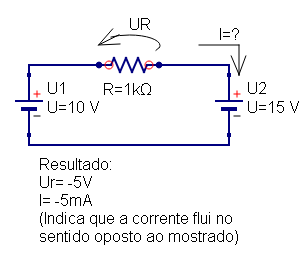 UR
I=?
R=1kΩ
U1
U=10 V
U2
U=15 V
Resultado:
Ur= -5V
I= -5mA
(Indica que a corrente flui no
sentido oposto ao mostrado)